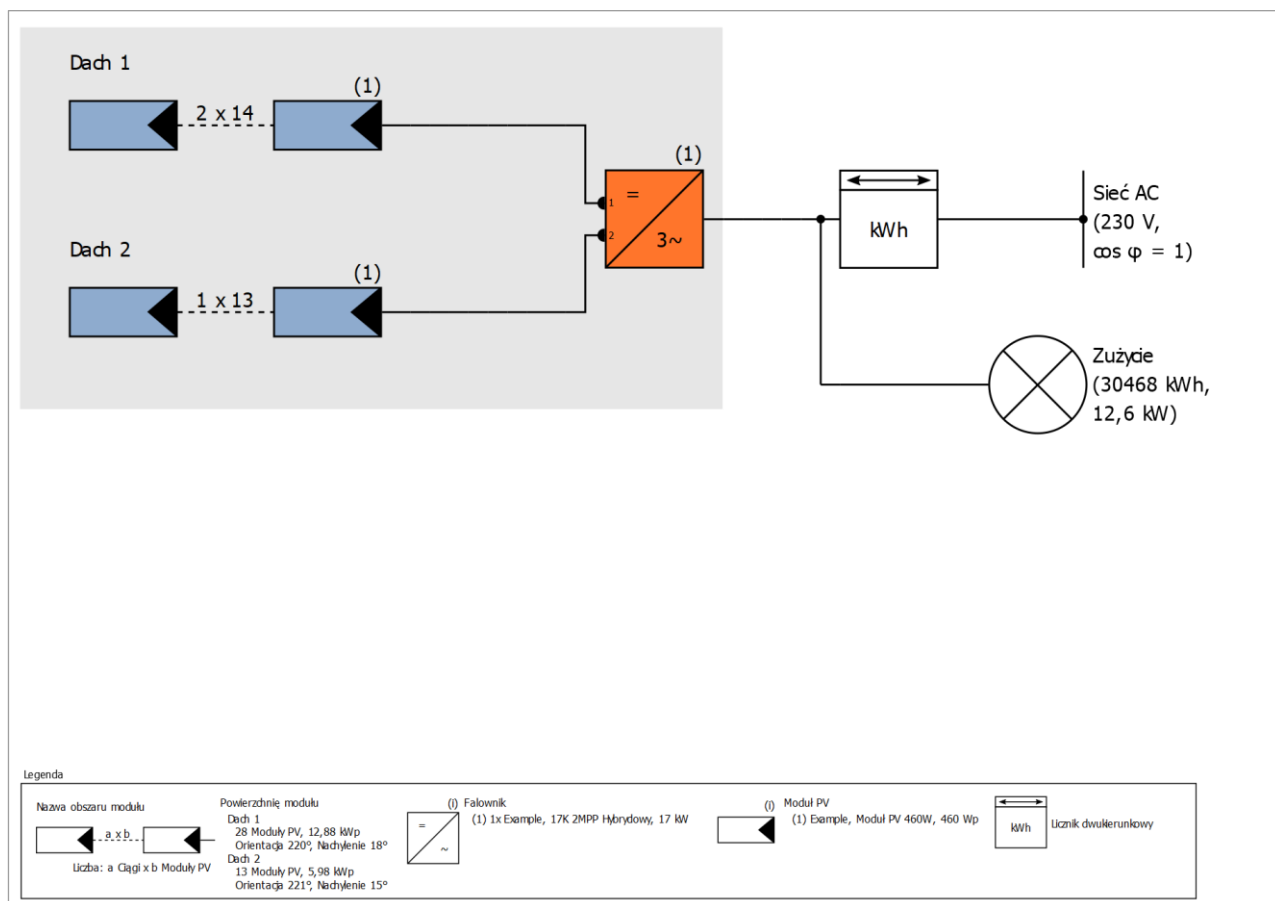 Dach 1
(1)
2 x 14
(1)
1
=
2
3~
kWh
Sieć AC
(230 V,
cos φ = 1)
Dach 2
(1)
1 x 13
Zużycie
(30468 kWh,
12,6 kW)
Legenda
Nazwa obszaru modułu
a x b
Liczba: a Ciągi x b Moduły PV
Powierzchnię modułu
Dach 1
28 Moduły PV, 12,88 kWp
Orientacja 220°, Nachylenie 18°
Dach 2
13 Moduły PV, 5,98 kWp
Orientacja 221°, Nachylenie 15°
=
~
(i) Falownik
(1) 1x Example, 17K 2MPP Hybrydowy, 17 kW
(i) Moduł PV
(1) Example, Moduł PV 460W, 460 Wp
kWh
Licznik dwukierunkowy